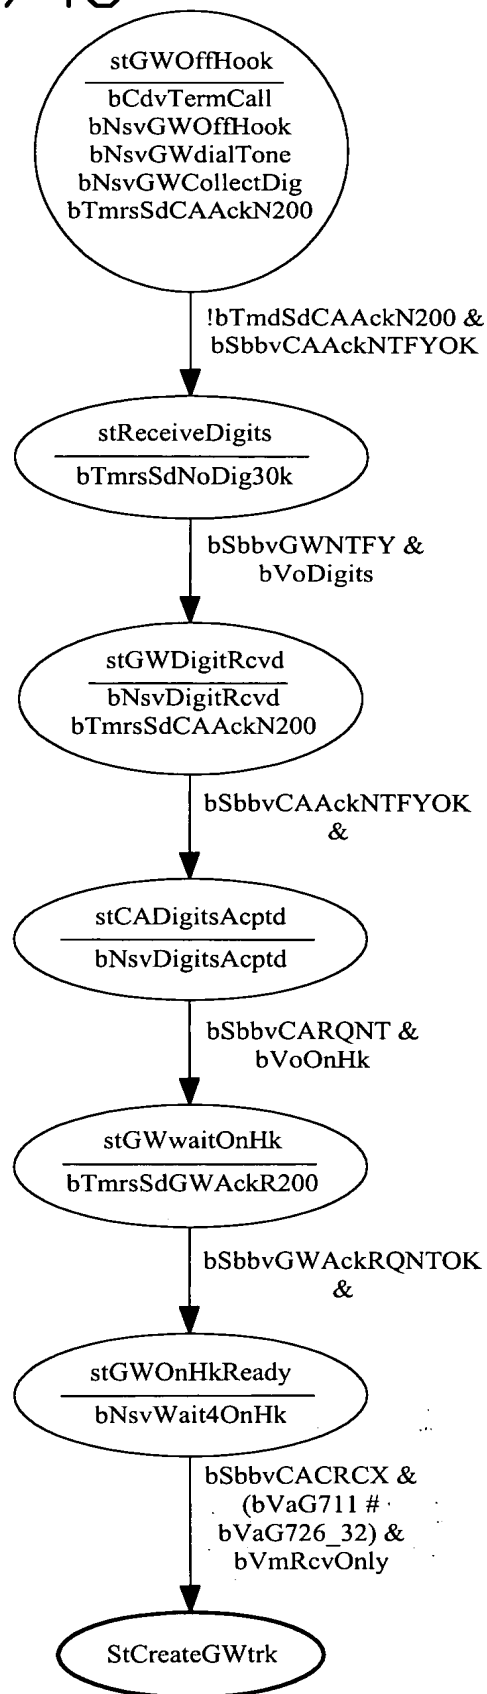 stGWOffHook
bCdvTermCall
bNsvGWOffHook
bNsvGWdialTone
bNsvGWCollectDig
bTmrsSdCAAckN200
!bTmdSdCAAckN200 &
bSbbvCAAckNTFYOK
stReceiveDigits
bTmrsSdNoDig30k
bSbbvGWNTFY &
bVoDigits
stGWDigitRcvd
bNsvDigitRcvd
bTmrsSdCAAckN200
bSbbvCAAckNTFYOK
&
stCADigitsAcptd
bNsvDigitsAcptd
bSbbvCARQNT &
bVoOnHk
stGWwaitOnHk
bTmrsSdGWAckR200
bSbbvGWAckRQNTOK
&
stGWOnHkReady
bNsvWait4OnHk
bSbbvCACRCX &
(bVaG711 #
bVaG726_32) &
bVmRcvOnly
StCreateGWtrk